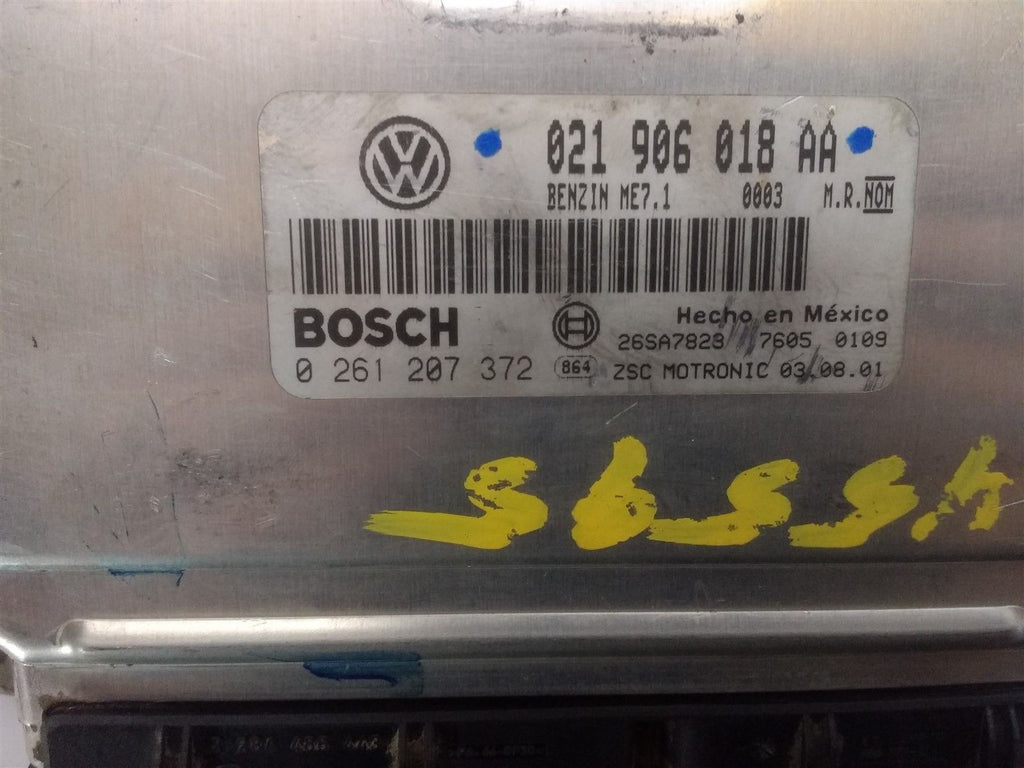 021 906 018 AA
BENZIN ME7.1 0003 M.R.NOM
BOSCH Hecho en México
26SA7823 7605 0109
0 261 207 372 864 ZSC MOTRONIC 03.08.01